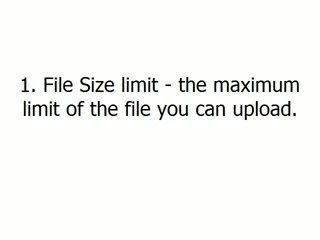 1. File Size limit - the maximum
limit of the file you can upload.